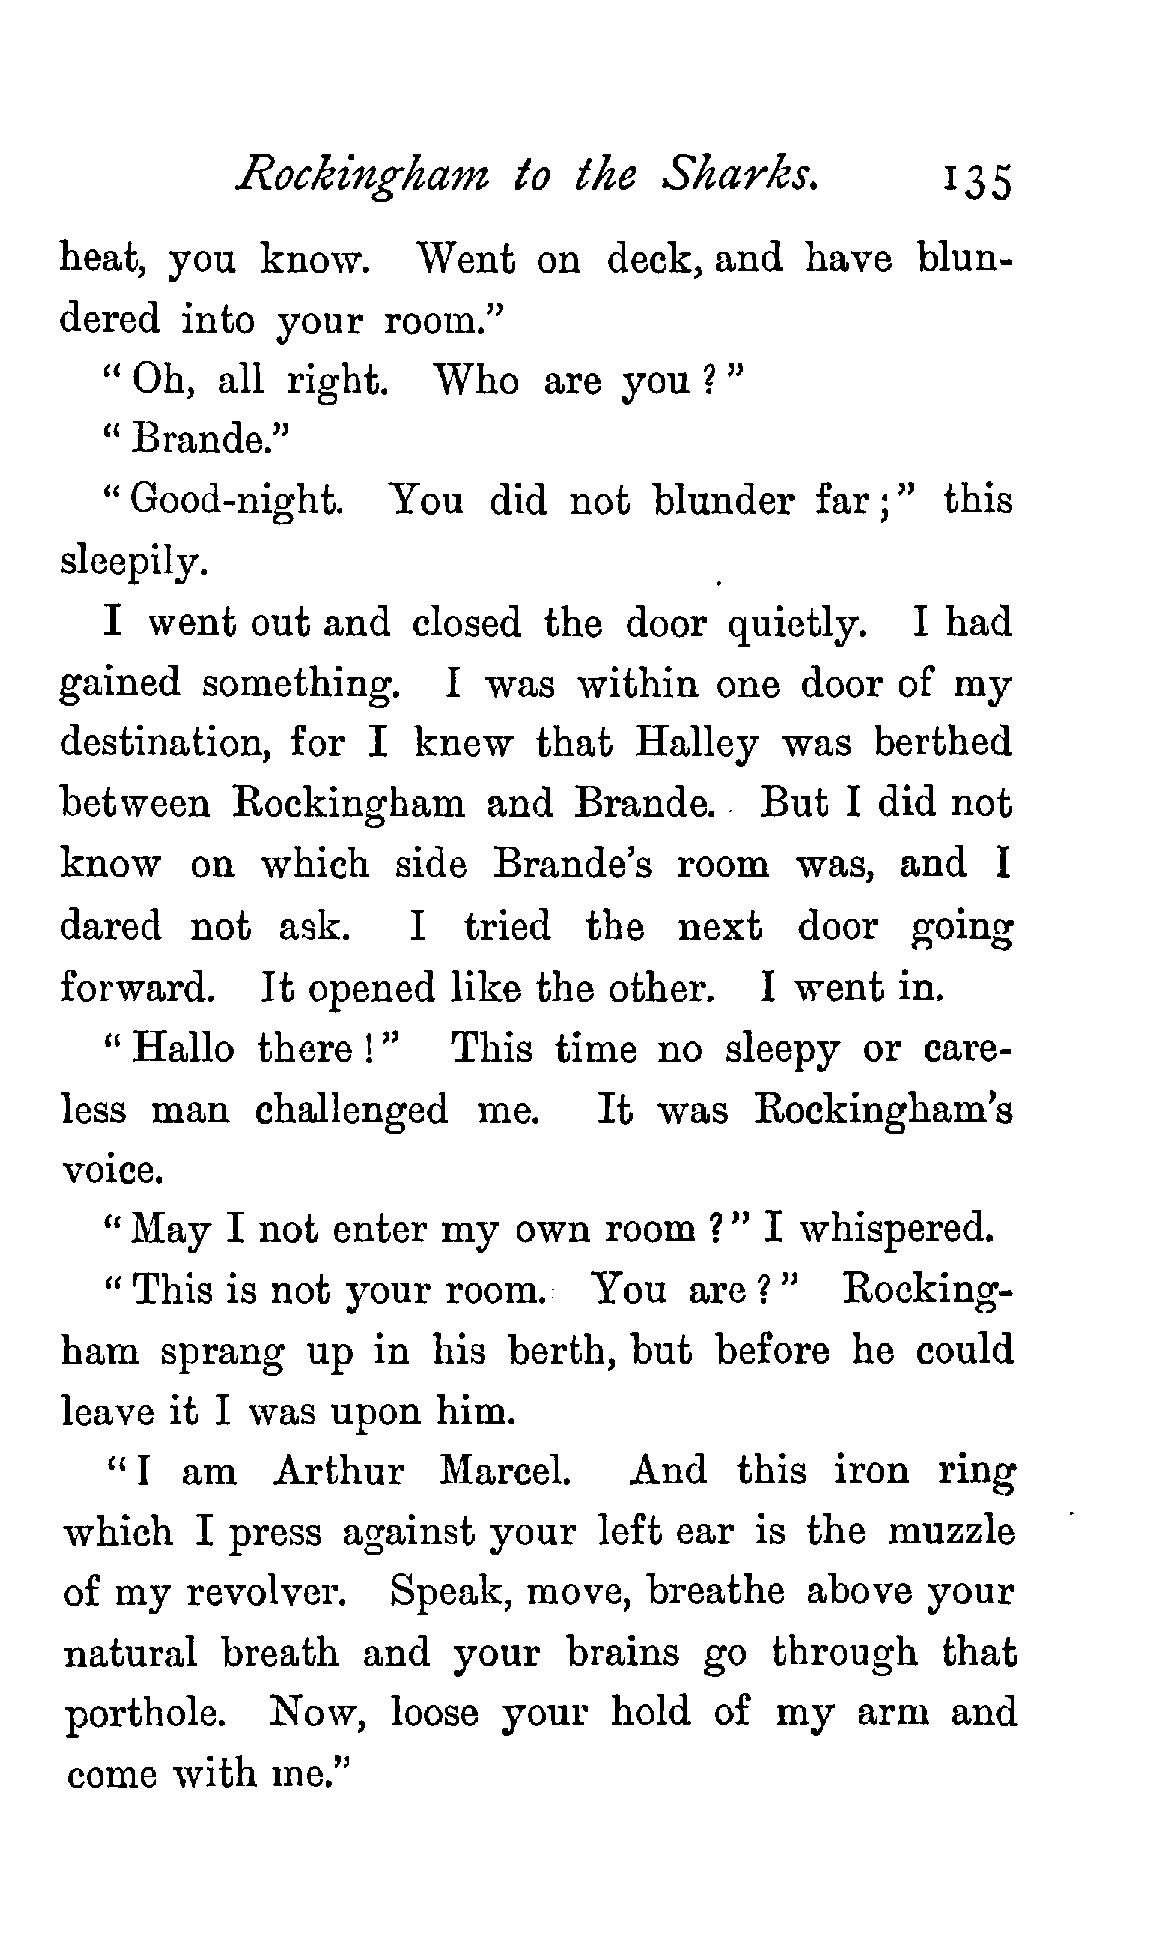 Rockingham to the Sharks. 135
heat, you know. Went on deck, and have blun-
dered into your room."
"Oh, all right. Who are you?"
"Brande."
"Good-night. You did not blunder far;" this
sleepily.
I went out and closed the door quietly. I had
gained something. I was within one door of my
destination, for I knew that Halley was berthed
between Rockingham and Brande. But I did not
know on which side Brande's room was, and I
dared not ask. I tried the next door going
forward. It opened like the other. I went in.
"Hallo there!" This time no sleepy or care-
less man challenged me. It was Rockingham's
voice.
"May I not enter my own room?" I whispered.
"This is not your room. You are?" Rocking-
ham sprang up in his berth, but before he could
leave it I was upon him.
"I am Arthur Marcel. And this iron ring
which I press against your left ear is the muzzle
of my revolver. Speak, move, breathe above your
natural breath and your brains go through that
porthole. Now, loose your hold of my arm and
come with me."